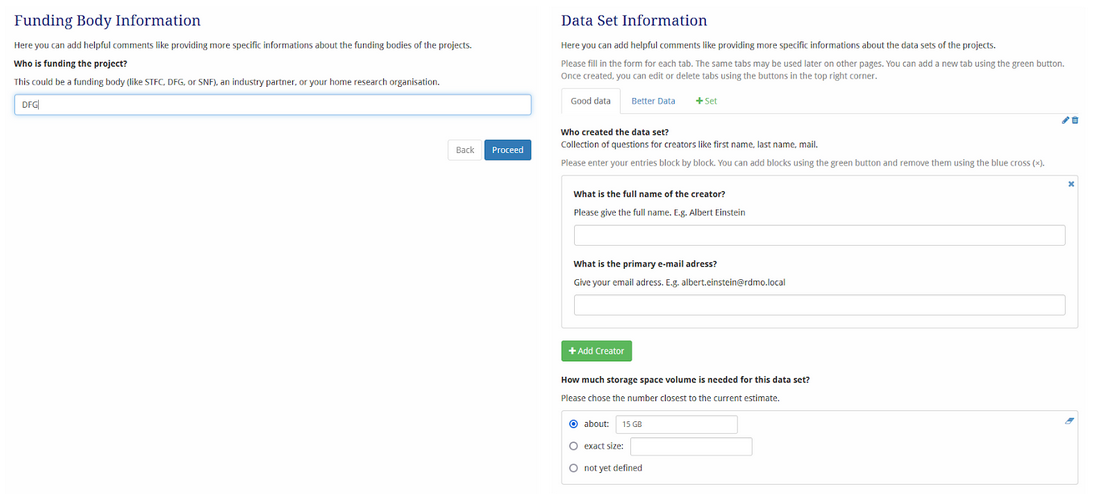 Funding Body Information
Here you can add helpful comments like providing more specific informations about the funding bodies of the projects.
Who is funding the project?
This could be a funding body (like STFC, DFG, or SNF), an industry partner, or your home research organisation.
DFG
Back
Proceed
Data Set Information
Here you can add helpful comments like providing more specific informations about the data sets of the projects.
Please fill in the form for each tab. The same tabs may be used later on other pages. You can add a new tab using the green button.
Once created, you can edit or delete tabs using the buttons in the top right corner.
Good data
Better Data
+ Set
Who created the data set?
Collection of questions for creators like first name, last name, mail.
Please enter your entries block by block. You can add blocks using the green button and remove them using the blue cross (×).
What is the full name of the creator?
Please give the full name. E.g. Albert Einstein
What is the primary e-mail adress?
Give your email adress. E.g. albert.einstein@rdmo.local
+ Add Creator
How much storage space volume is needed for this data set?
Please chose the number closest to the current estimate.
about: 15 GB
exact size:
not yet defined